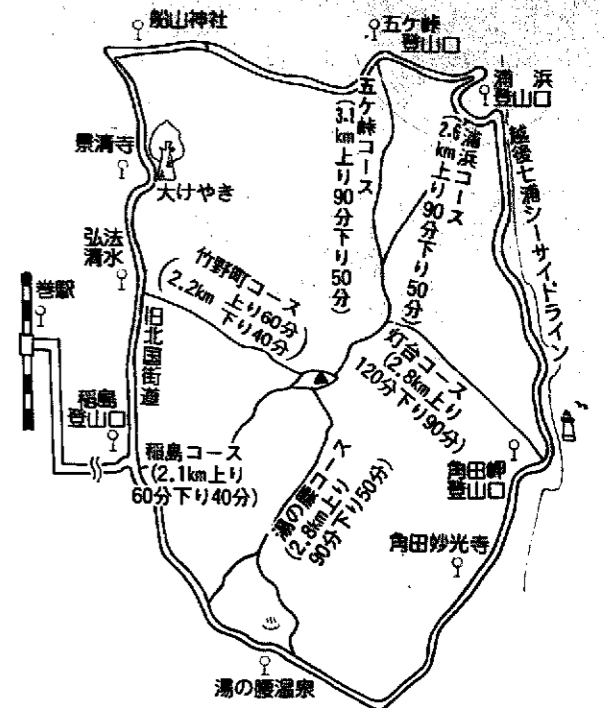 船山神社
五ケ峠
登山口
浦浜
登山口
五ケ峠コース
(3.1km上り90分下り50分)
浦浜コース
(2.6km上り90分下り50分)
越後七浦シーサイドライン
景清寺
大けやき
弘法
清水
竹野町コース
(2.2km 上り60分
下り40分)
巻駅
旧北国街道
灯台コース
(2.8km上り
120分下り90分)
稲島
登山口
稲島コース
(2.1km上り
60分下り40分)
湯の腰コース
(2.8km上り
90分下り50分)
角田岬
登山口
角田妙光寺
湯の腰温泉